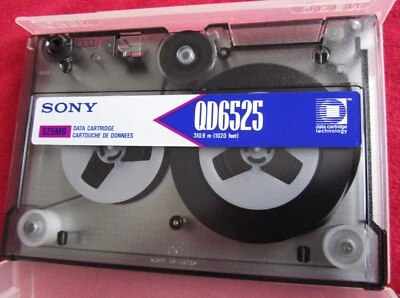 SONY
525MB
DATA CARTRIDGE
CARTOUCHE DE DONNEES
QD6525
310.9 m (1020 feet)
data cartridge
technology